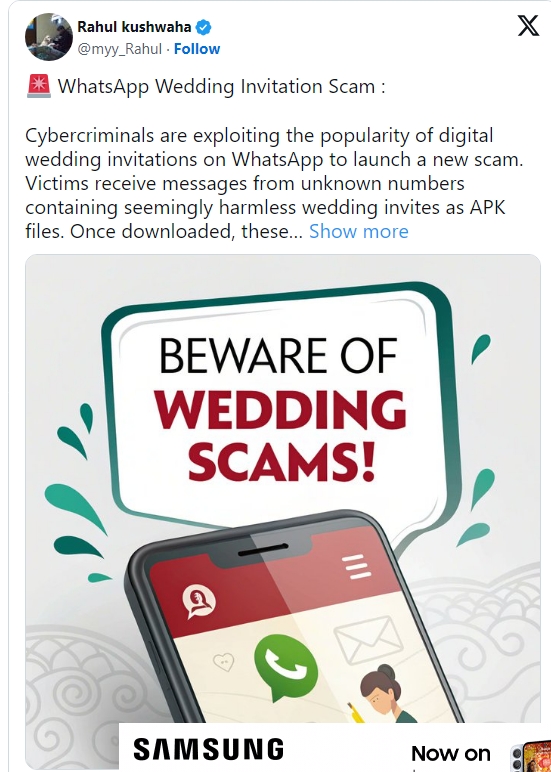 Rahul kushwaha
@myy_Rahul · Follow
🚨 WhatsApp Wedding Invitation Scam :
Cybercriminals are exploiting the popularity of digital
wedding invitations on WhatsApp to launch a new scam.
Victims receive messages from unknown numbers
containing seemingly harmless wedding invites as APK
files. Once downloaded, these... Show more
BEWARE OF
WEDDING
SCAMS!
SAMSUNG
Now on